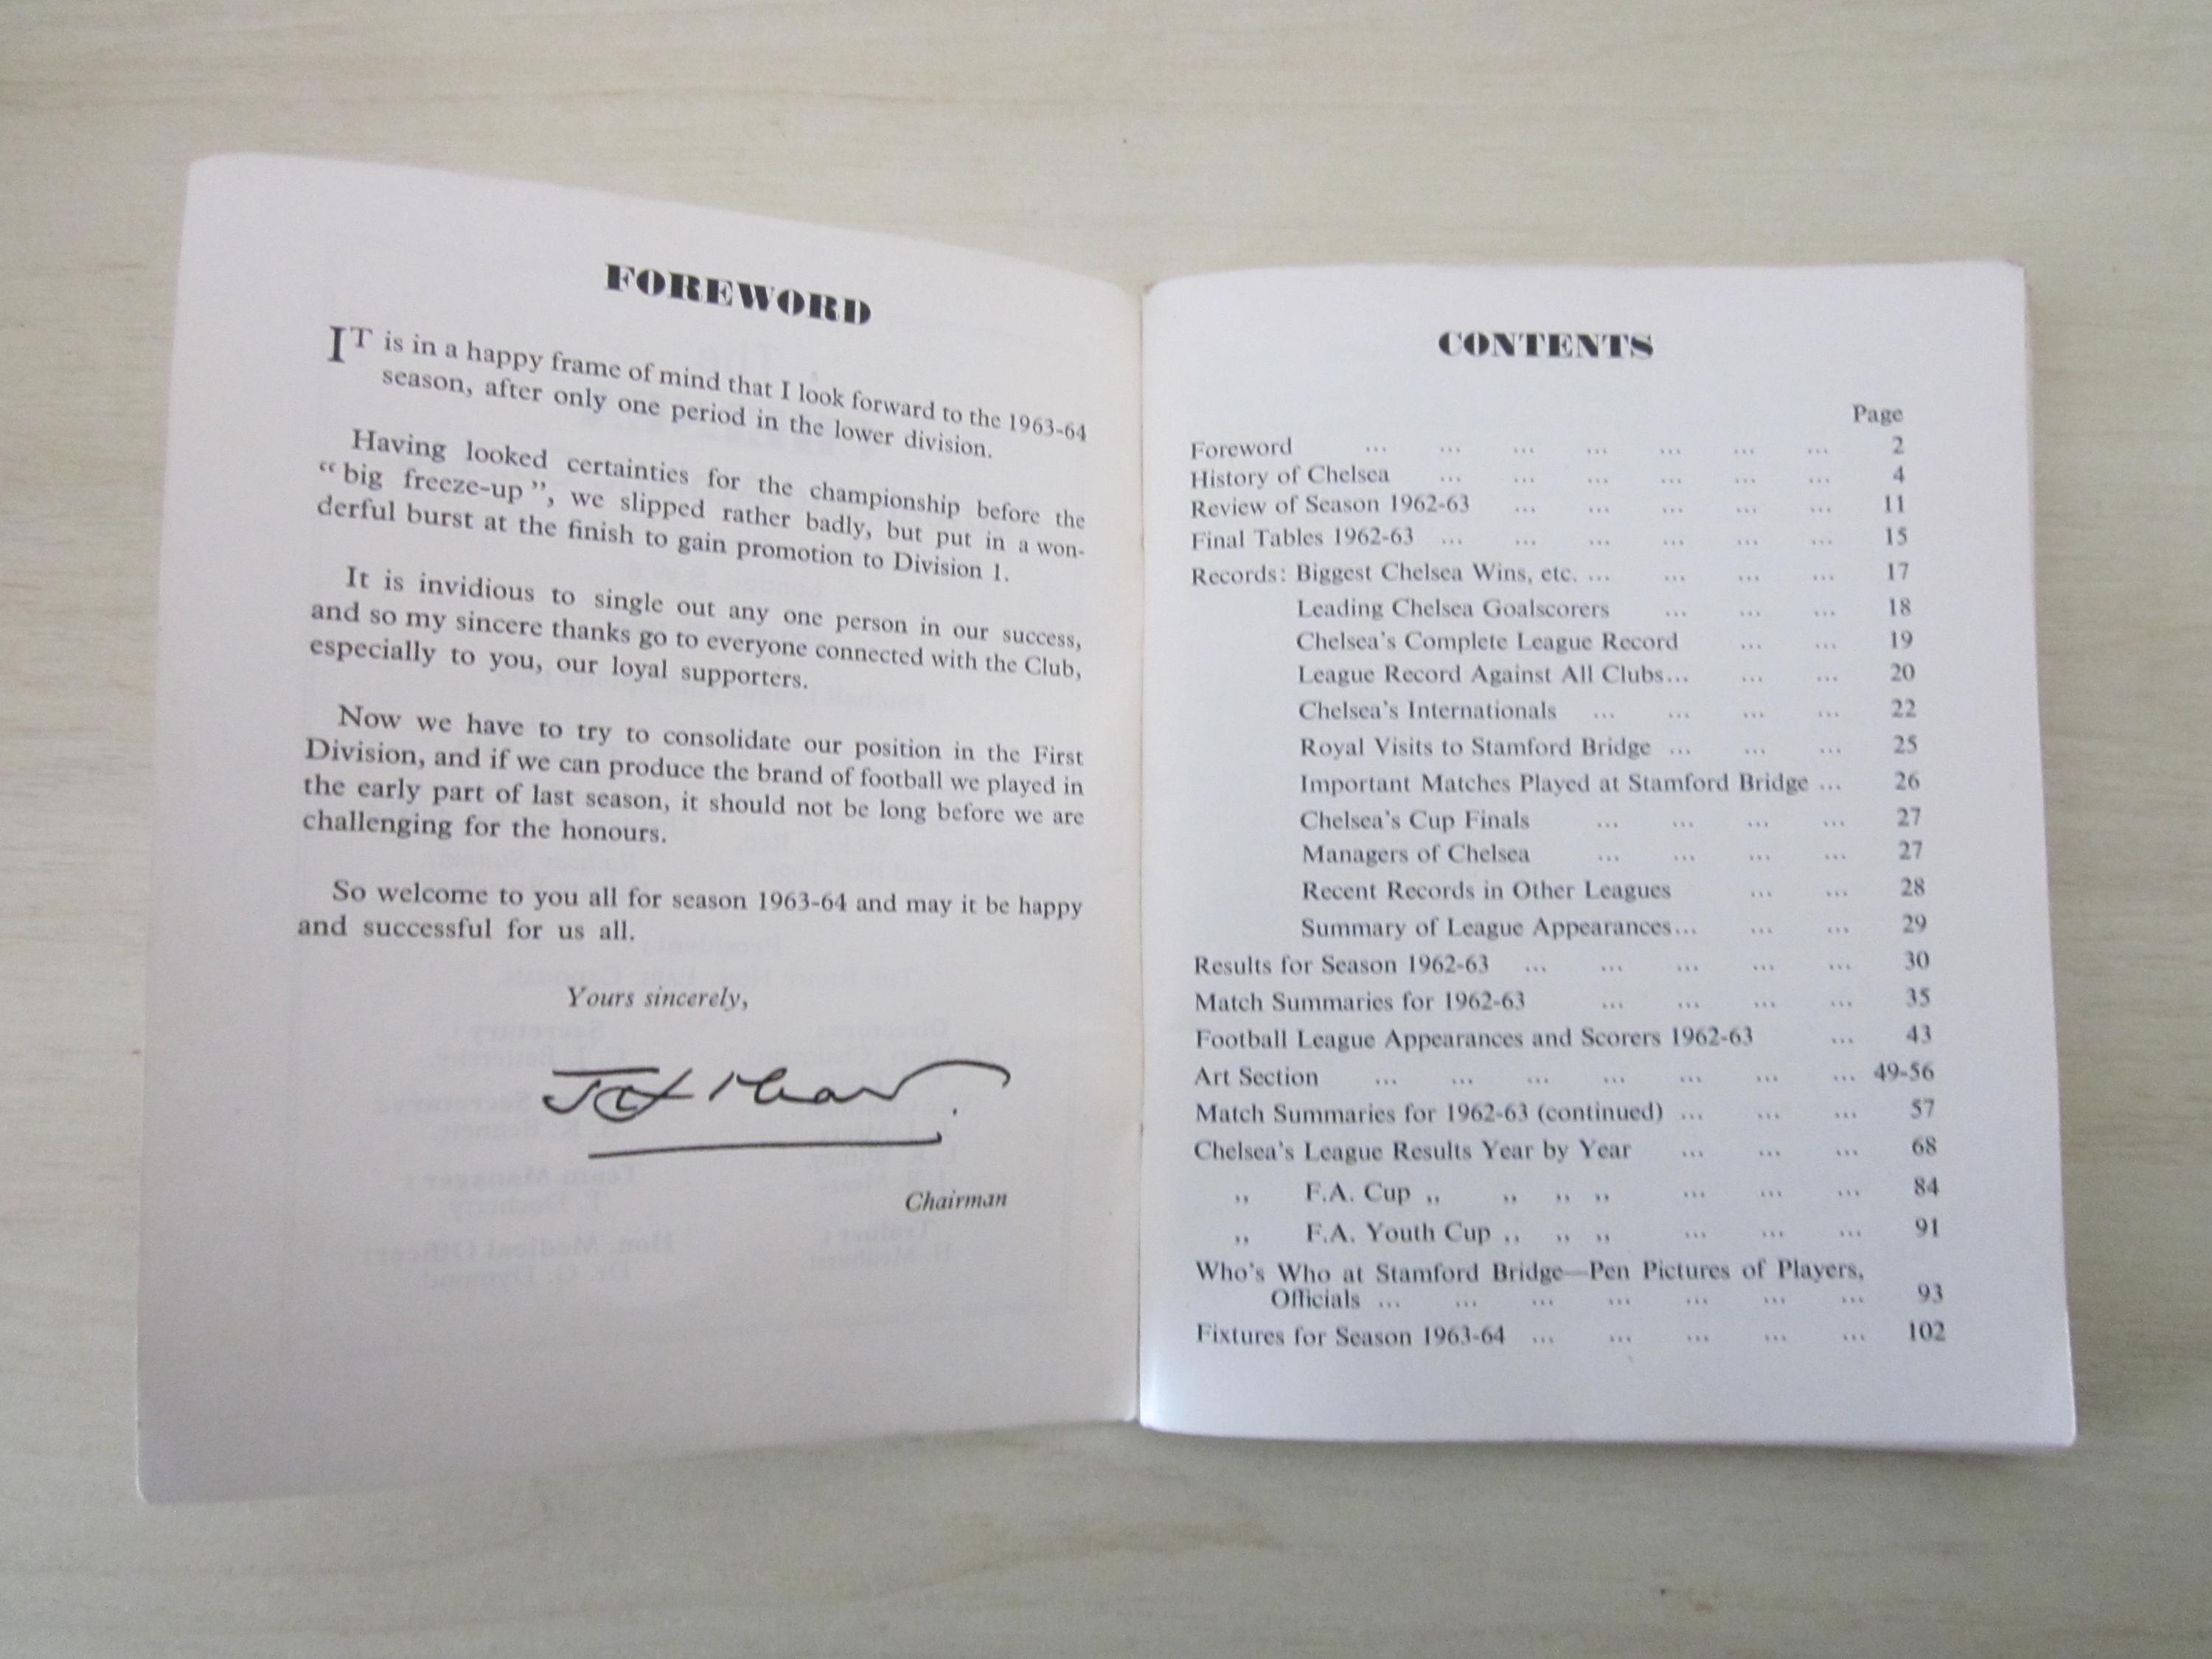 FOREWORD
IT is in a happy frame of mind that I look forward to the 1963-64
season, after only one period in the lower division.
Having looked certainties for the championship before the
“ big freeze-up ”, we slipped rather badly, but put in a won-
derful burst at the finish to gain promotion to Division 1.
It is invidious to single out any one person in our success,
and so my sincere thanks go to everyone connected with the Club,
especially to you, our loyal supporters.
Now we have to try to consolidate our position in the First
Division, and if we can produce the brand of football we played in
the early part of last season, it should not be long before we are
challenging for the honours.
So welcome to you all for season 1963-64 and may it be happy
and successful for us all.
Yours sincerely,
Chairman
CONTENTS
Page
Foreword ... ... ... ... ... ... ... 2
History of Chelsea ... ... ... ... ... ... 4
Review of Season 1962-63 ... ... ... ... ... 11
Final Tables 1962-63 ... ... ... ... ... ... 15
Records: Biggest Chelsea Wins, etc. ... ... ... ... 17
Leading Chelsea Goalscorers ... ... ... 18
Chelsea's Complete League Record ... ... 19
League Record Against All Clubs... ... ... 20
Chelsea's Internationals ... ... ... ... 22
Royal Visits to Stamford Bridge ... ... ... 25
Important Matches Played at Stamford Bridge ... 26
Chelsea's Cup Finals ... ... ... ... 27
Managers of Chelsea ... ... ... ... 27
Recent Records in Other Leagues ... ... 28
Summary of League Appearances... ... ... 29
Results for Season 1962-63 ... ... ... ... ... 30
Match Summaries for 1962-63 ... ... ... ... 35
Football League Appearances and Scorers 1962-63 ... 43
Art Section ... ... ... ... ... ... ... 49-56
Match Summaries for 1962-63 (continued) ... ... ... 57
Chelsea's League Results Year by Year ... ... ... 68
,, F.A. Cup ,, ,, ,, ,, ... ... ... 84
,, F.A. Youth Cup ,, ,, ,, ... ... ... 91
Who's Who at Stamford Bridge—Pen Pictures of Players,
Officials ... ... ... ... ... ... ... 93
Fixtures for Season 1963-64 ... ... ... ... ... 102